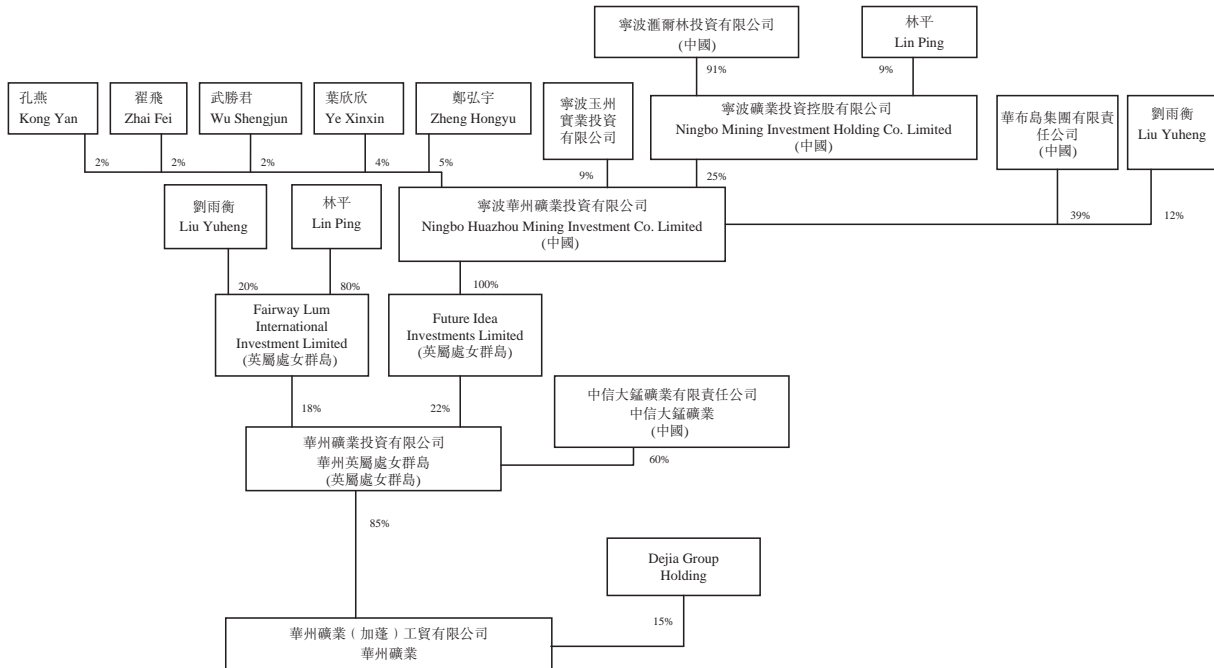 寧波滙爾林投資有限公司
(中國)
林平
Lin Ping
91%
9%
孔燕
Kong Yan
翟飛
Zhai Fei
武勝君
Wu Shengjun
葉欣欣
Ye Xinxin
鄭弘宇
Zheng Hongyu
寧波玉州
實業投資
有限公司
寧波礦業投資控股有限公司
Ningbo Mining Investment Holding Co. Limited
(中國)
華布島集團有限責
任公司
(中國)
劉雨衡
Liu Yuheng
2%
2%
2%
4%
5%
9%
25%
劉雨衡
Liu Yuheng
林平
Lin Ping
寧波華州礦業投資有限公司
Ningbo Huazhou Mining Investment Co. Limited
(中國)
39%
12%
20%
80%
100%
Fairway Lum
International
Investment Limited
(英屬處女群島)
Future Idea
Investments Limited
(英屬處女群島)
18%
22%
中信大錳礦業有限責任公司
中信大錳礦業
(中國)
華州礦業投資有限公司
華州英屬處女群島
(英屬處女群島)
60%
85%
Dejia Group
Holding
15%
華州礦業（加蓬）工貿有限公司
華州礦業